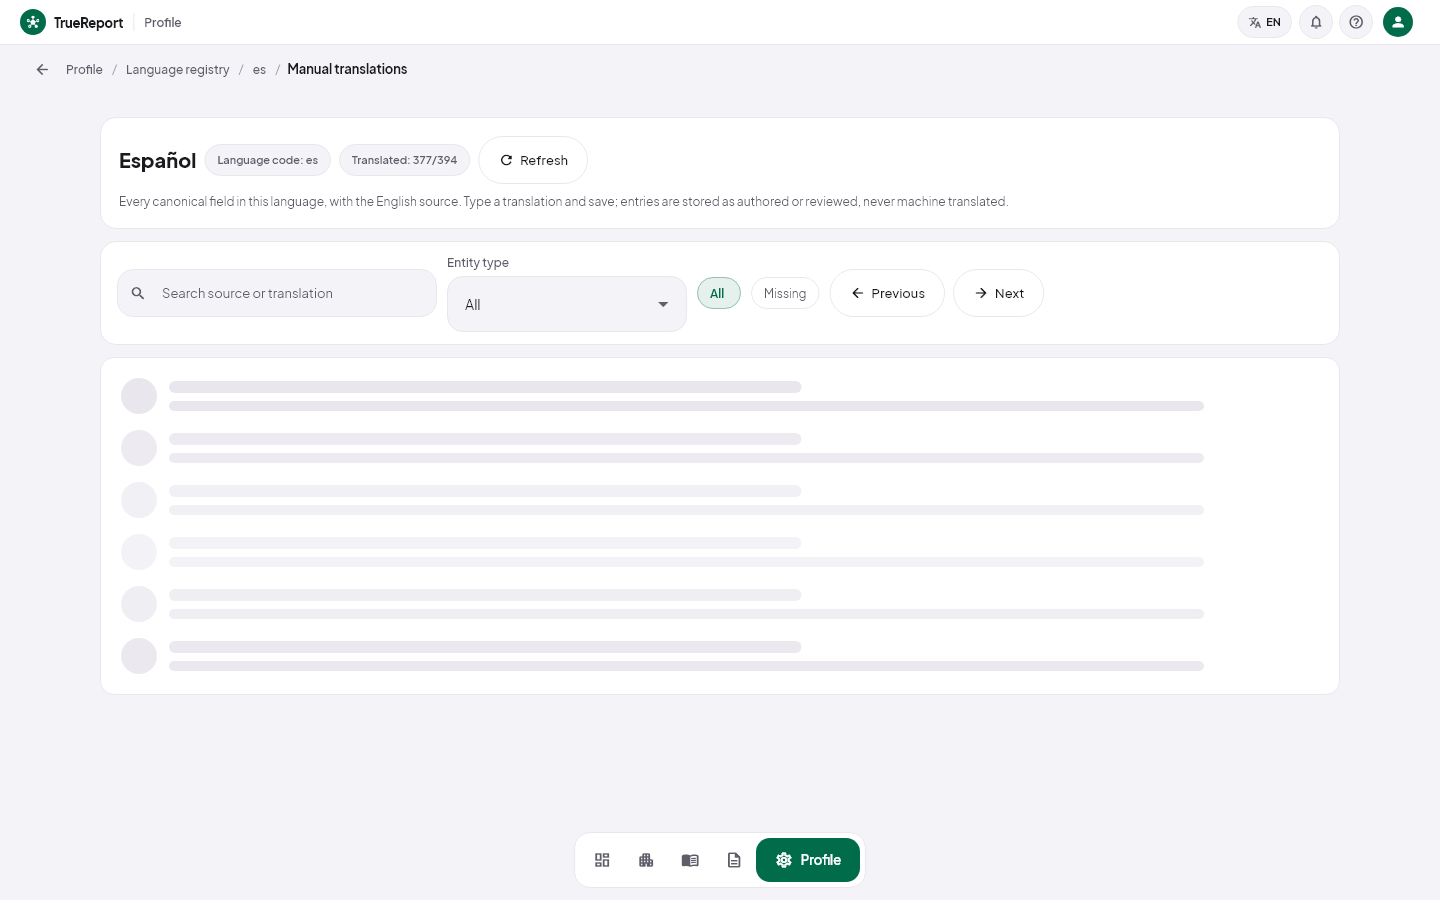 TrueReport
Profile
EN
Profile / Language registry / es / Manual translations
Español
Language code: es
Translated: 377/394
Refresh
Every canonical field in this language, with the English source. Type a translation and save; entries are stored as authored or reviewed, never machine translated.
Search source or translation
Entity type
All
All
Missing
Previous
Next
Profile